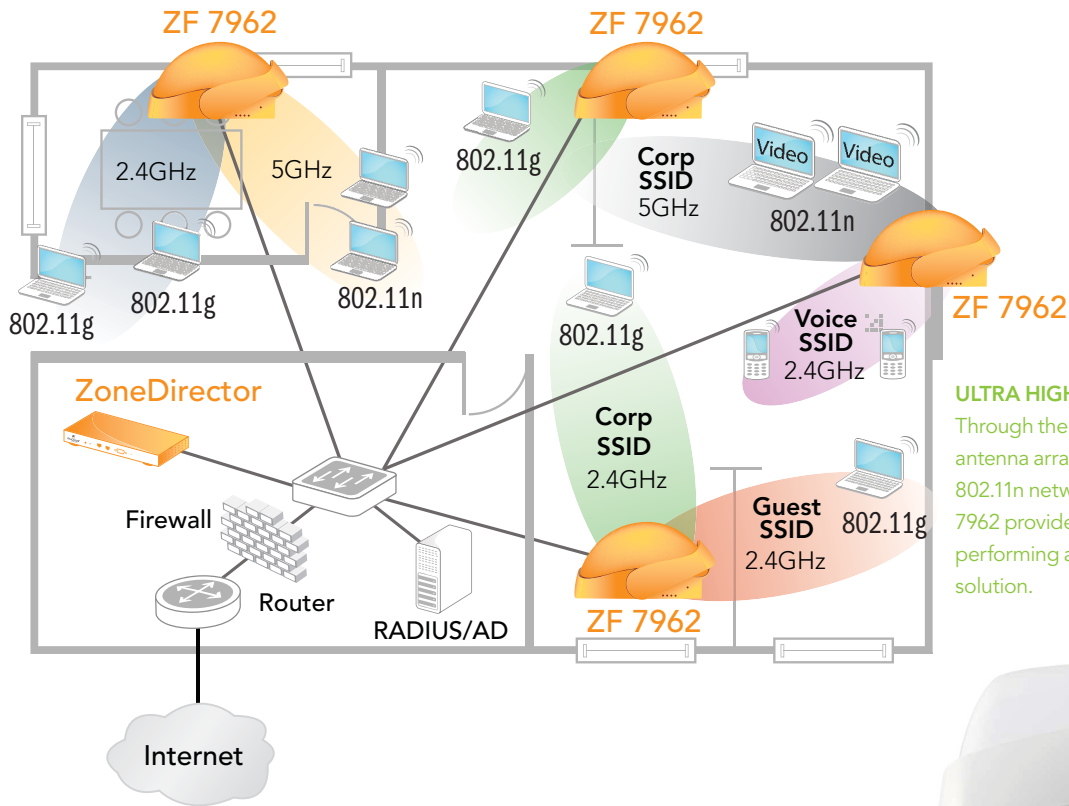 ZF 7962
ZF 7962
2.4GHz
5GHz
802.11g
Corp
SSID
5GHz
Video
Video
802.11n
802.11g
802.11g
802.11n
802.11g
ZF 7962
Voice
SSID
2.4GHz
ZoneDirector
Corp
SSID
2.4GHz
Guest
SSID
2.4GHz
802.11g
Firewall
Router
RADIUS/AD
ZF 7962
Internet
ULTRA HIGH
Through the
antenna arra
802.11n netw
7962 provide
performing a
solution.